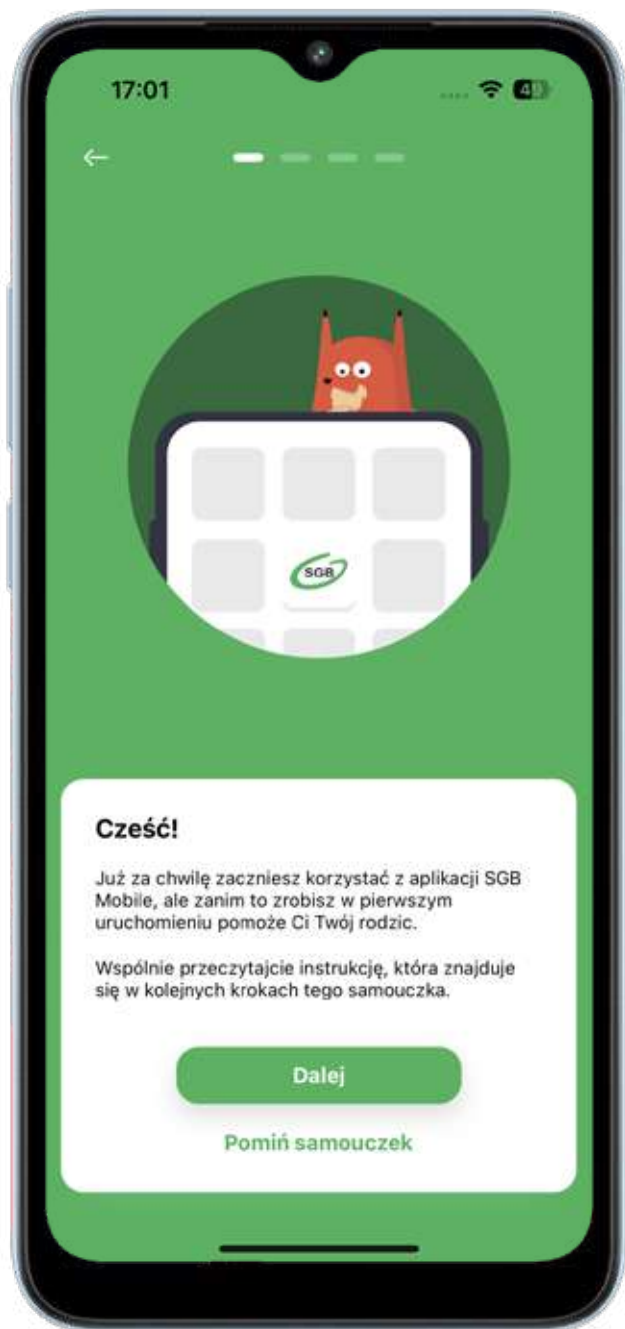 17:01
SGB
Cześć!
Już za chwilę zaczniesz korzystać z aplikacji SGB
Mobile, ale zanim to zrobisz w pierwszym
uruchomieniu pomoże Ci Twój rodzic.
Wspólnie przeczytajcie instrukcję, która znajduje
się w kolejnych krokach tego samouczka.
Dalej
Pomiń samouczek